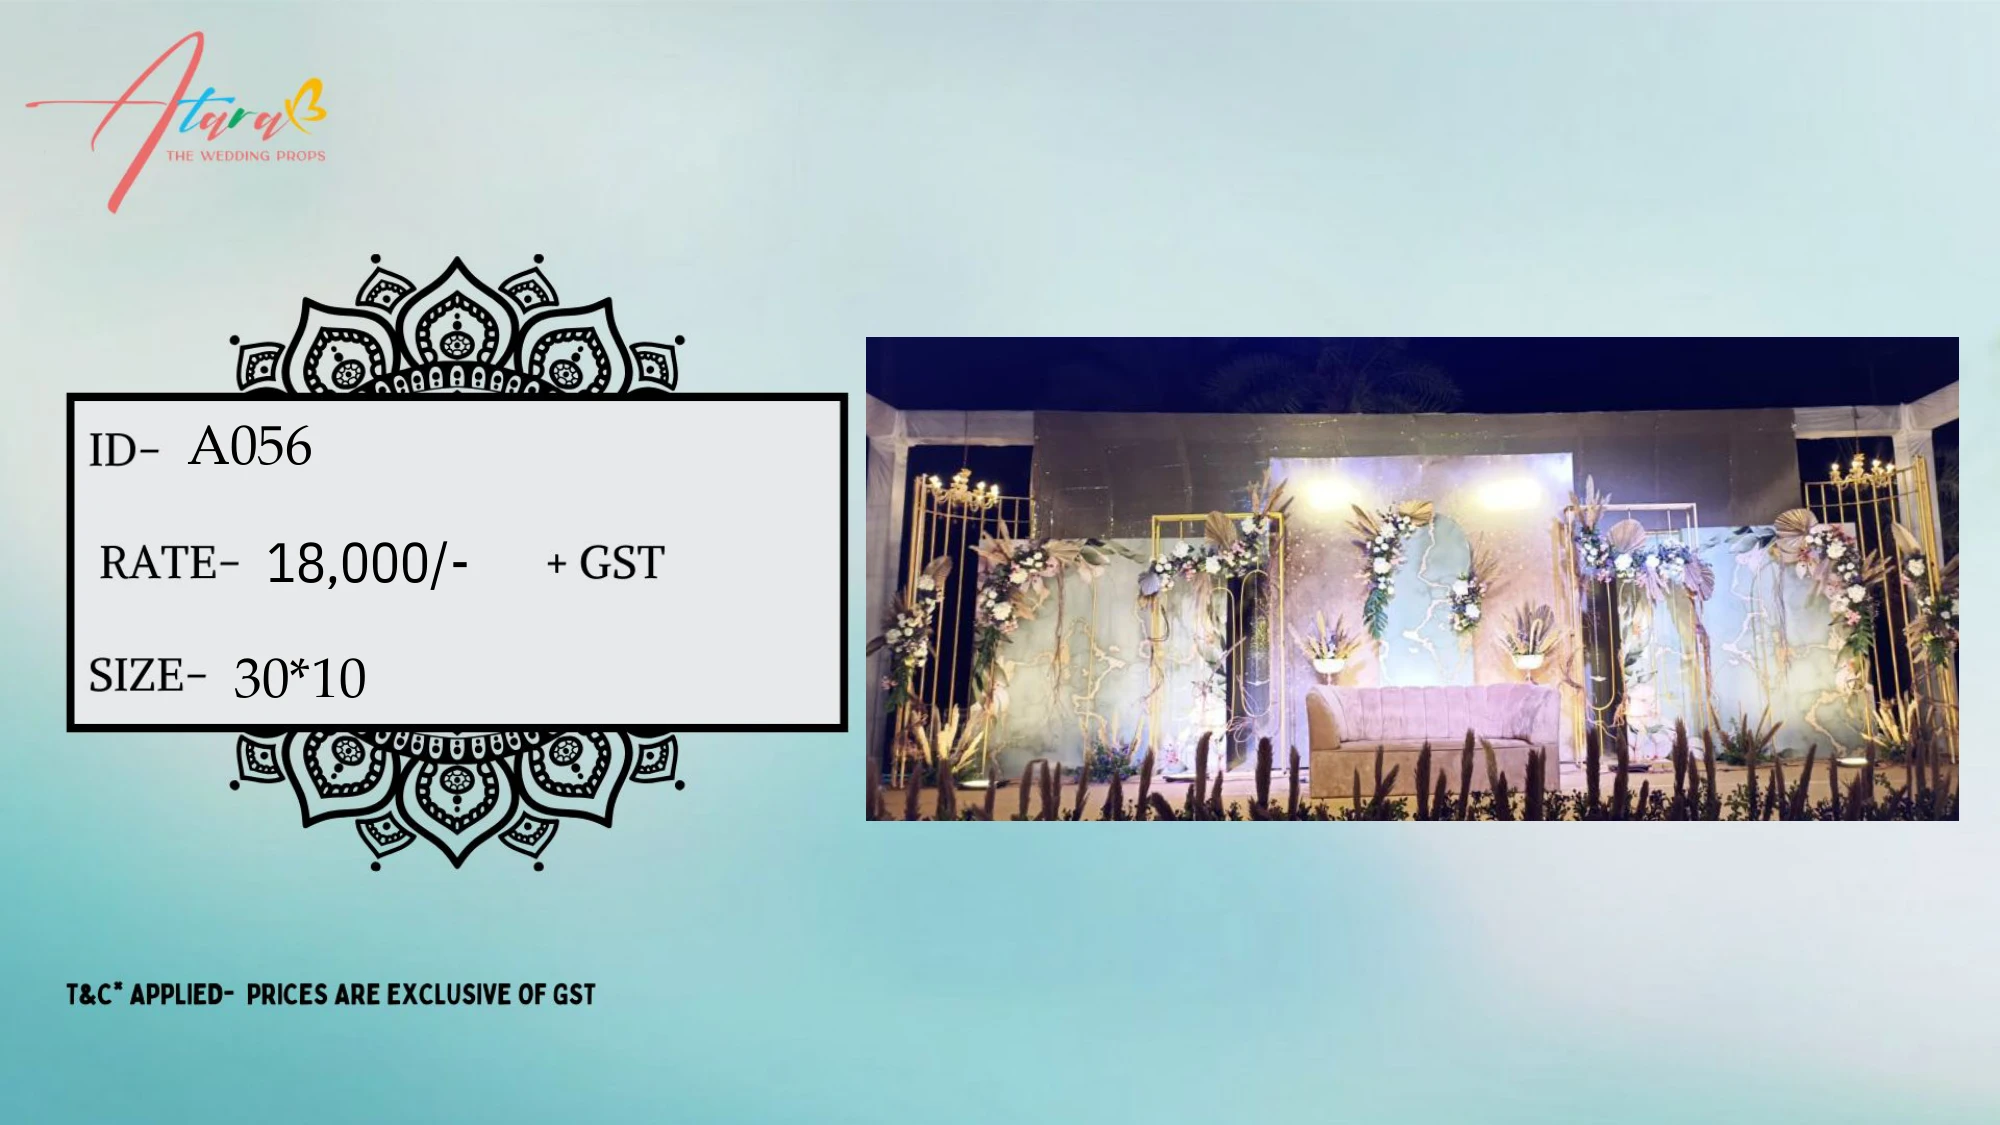 Atara
THE WEDDING PROPS
ID- A056
RATE- 18,000/- + GST
SIZE- 30*10
T&C* APPLIED- PRICES ARE EXCLUSIVE OF GST